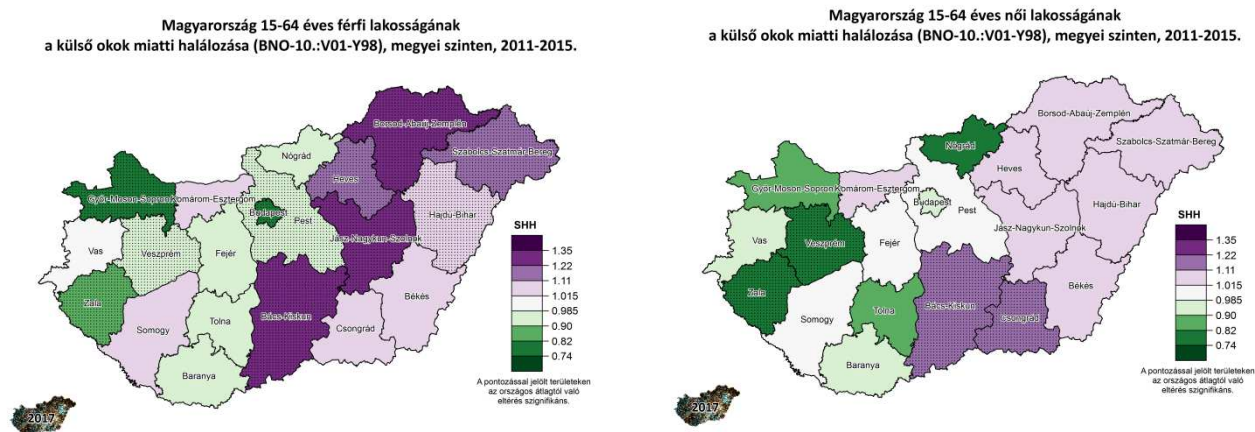 Magyarország 15-64 éves férfi lakosságának
a külső okok miatti halálozása (BNO-10.:V01-Y98), megyei szinten, 2011-2015.
Borsod-Abaúj-Zemplén
Szabolcs-Szatmár-Bereg
Nógrád
Heves
Győr-Moson-Sopron
Komárom-Esztergom
Budapest
Pest
Hajdú-Bihar
Jász-Nagykun-Szolnok
Vas
Veszprém
Fejér
Zala
Somogy
Tolna
Bács-Kiskun
Békés
Csongrád
Baranya
SHH
1.35
1.22
1.11
1.015
0.985
0.90
0.82
0.74
A pontozással jelölt területeken
az országos átlagtól való
eltérés szignifikáns.
2017
Magyarország 15-64 éves női lakosságának
a külső okok miatti halálozása (BNO-10.:V01-Y98), megyei szinten, 2011-2015.
Borsod-Abaúj-Zemplén
Szabolcs-Szatmár-Bereg
Nógrád
Heves
Győr-Moson-Sopron
Komárom-Esztergom
Budapest
Pest
Hajdú-Bihar
Jász-Nagykun-Szolnok
Vas
Veszprém
Fejér
Zala
Somogy
Tolna
Bács-Kiskun
Csongrád
Békés
Baranya
SHH
1.35
1.22
1.11
1.015
0.985
0.90
0.82
0.74
A pontozással jelölt területeken
az országos átlagtól való
eltérés szignifikáns.
2017